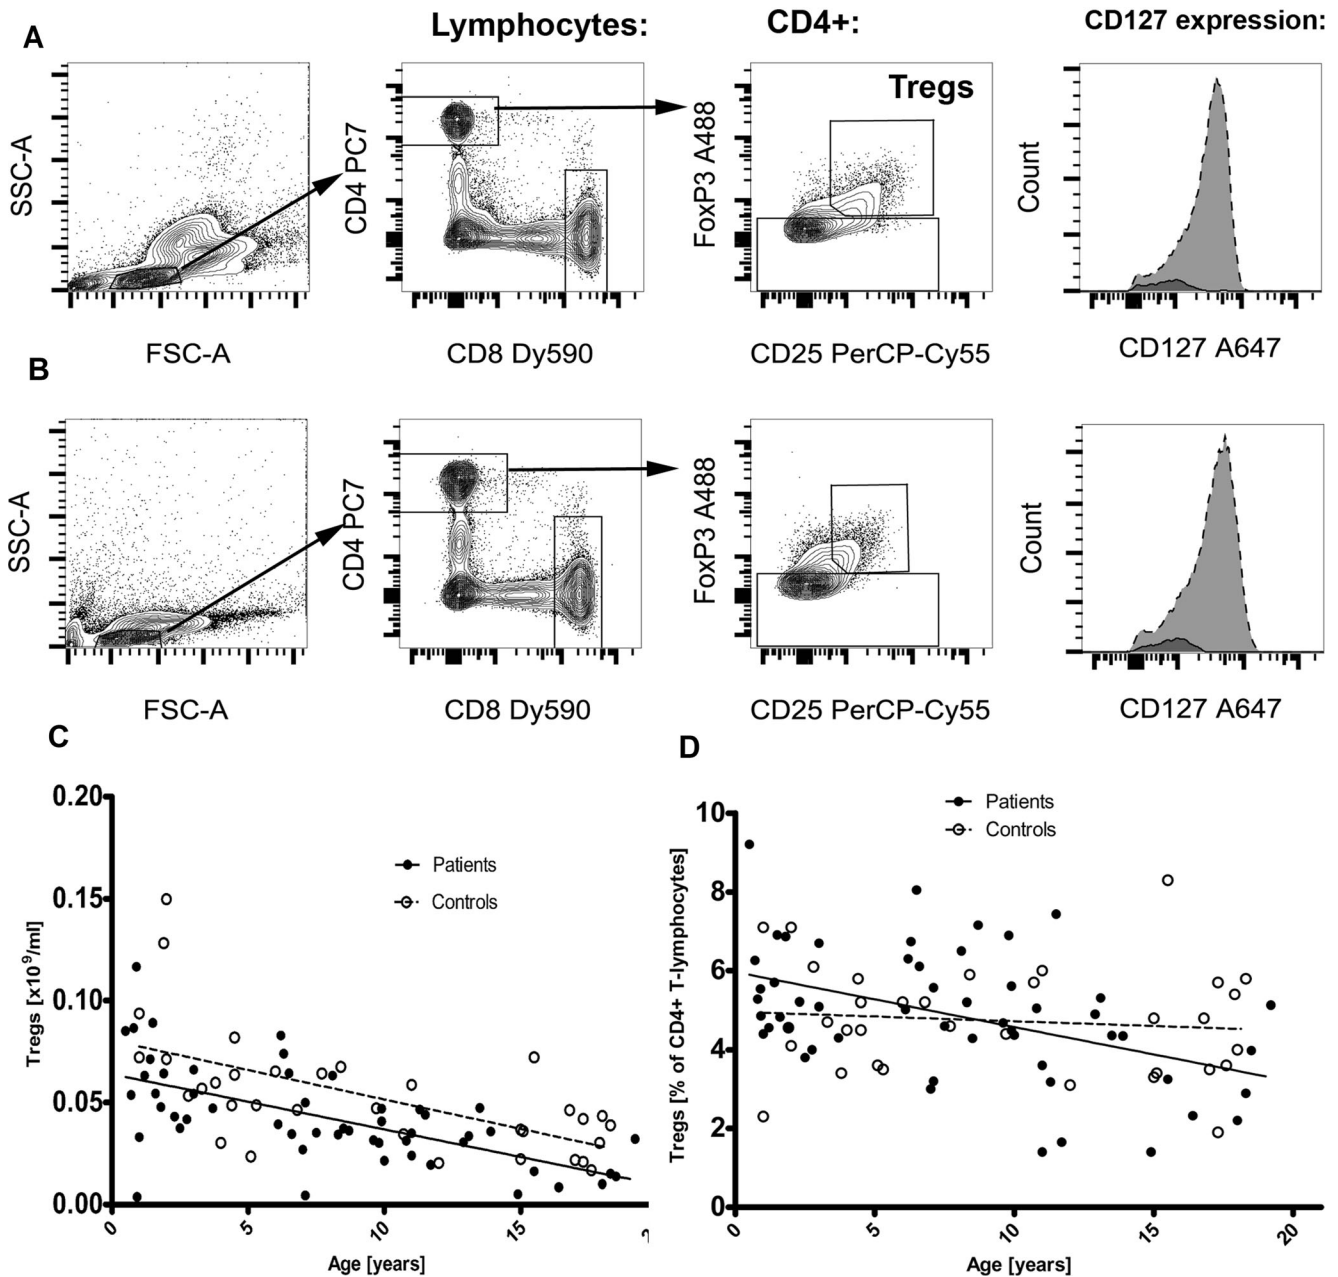 A
Lymphocytes:
CD4+:
CD127 expression:
SSC-A
CD4 PC7
FoxP3 A488
Tregs
Count
FSC-A
CD8 Dy590
CD25 PerCP-Cy55
CD127 A647
B
SSC-A
CD4 PC7
FoxP3 A488
Count
FSC-A
CD8 Dy590
CD25 PerCP-Cy55
CD127 A647
C
Tregs [x10⁹/ml]
0.20
0.15
0.10
0.05
0.00
Patients
Controls
0
5
10
15
Age [years]
D
Tregs [% of CD4+ T-lymphocytes]
10
8
6
4
2
0
Patients
Controls
0
5
10
15
20
Age [years]